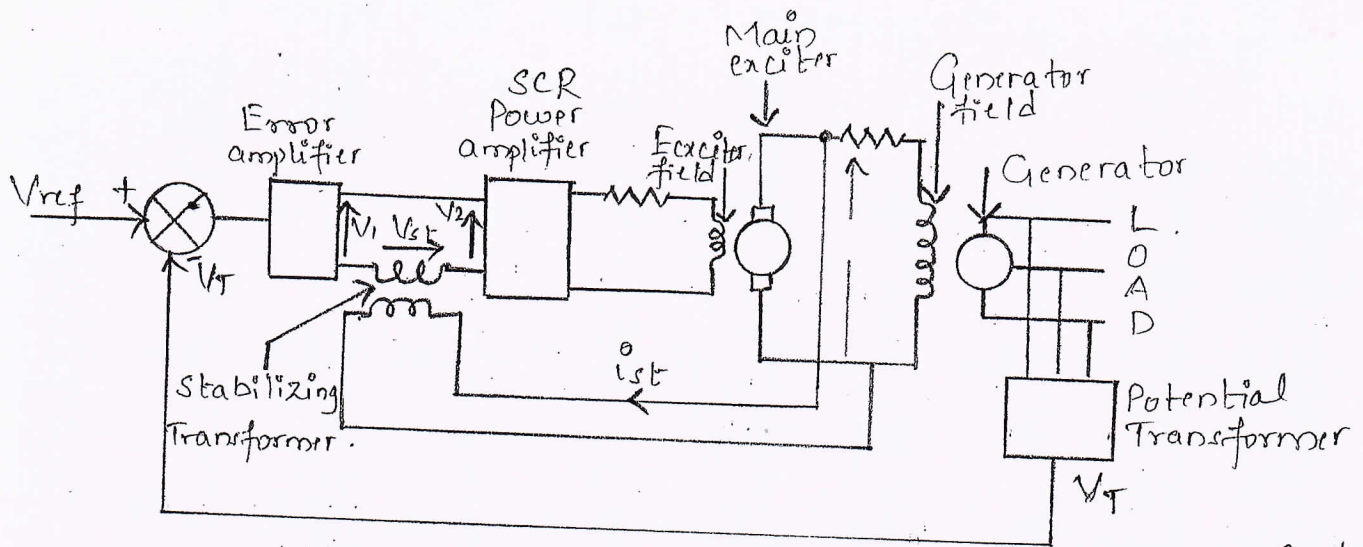 Main
exciter
SCR
Power
amplifier
Generator
field
Error
amplifier
Ecxciter
field
Generator
Vref
+
V1
Vst
V2
-
VT
L
O
A
D
ist
Stabilizing
Transformer.
Potential
Transformer
VT